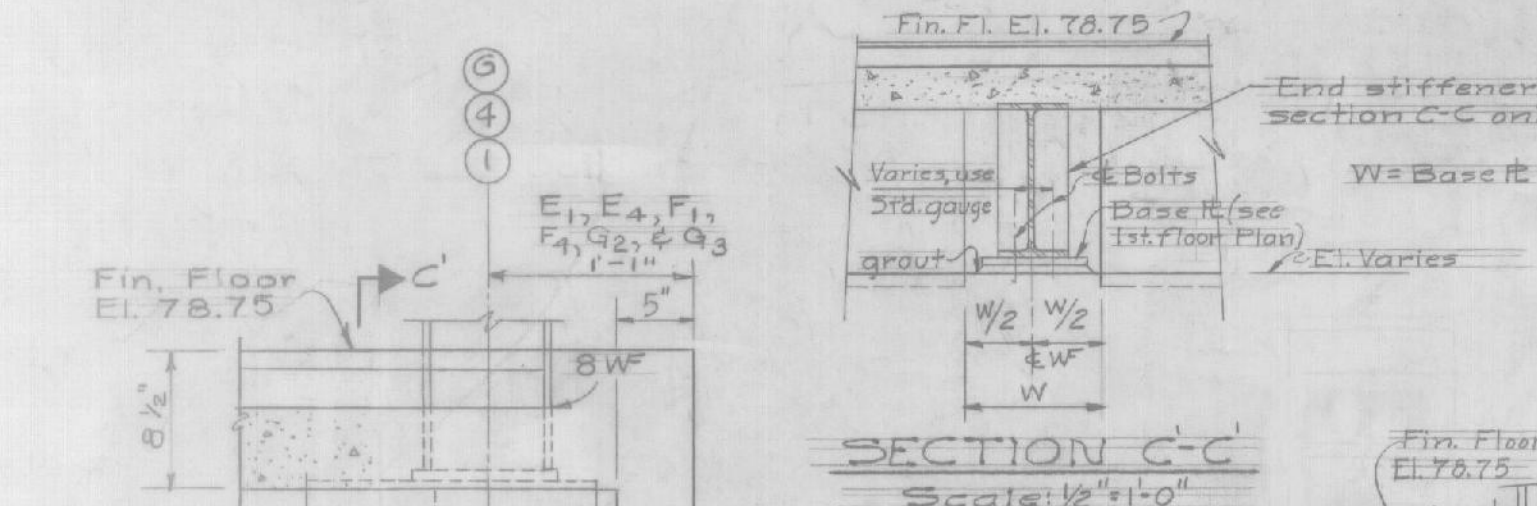 G
4
1
E1, E4, F1,
F4, G2, & G3
1'-1"
Fin. Floor
El. 78.75
C'
5"
8 WF
8 1/2"
Fin. Fl. El. 78.75
End stiffener
section C-C on
Varies, use
Std. gauge
℄ Bolts
W = Base ℙ
Base ℙ (see
1st. floor Plan)
grout
El. Varies
W/2
W/2
℄ WF
W
SECTION C'-C'
Scale: 1/2" = 1'-0"
Fin. Floor
El. 78.75